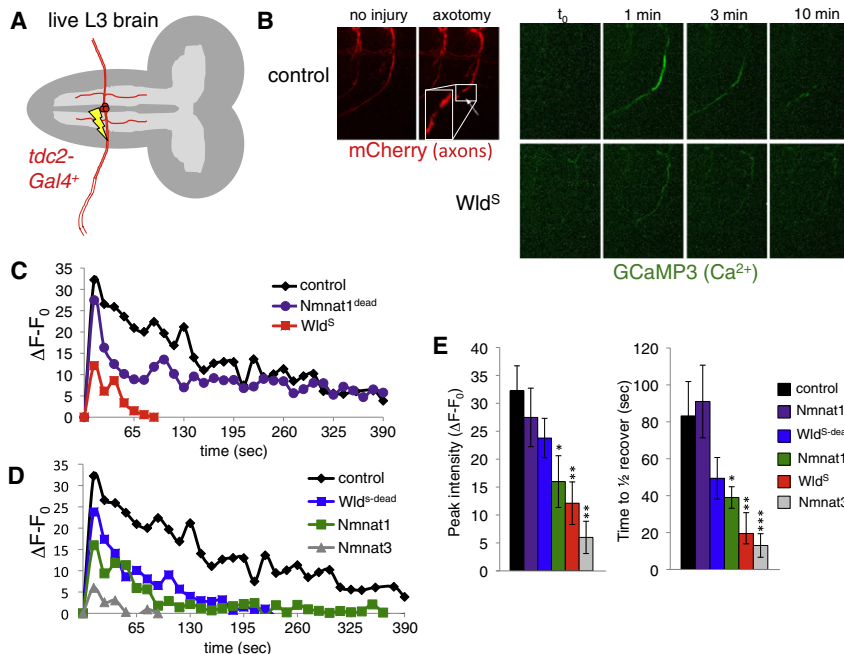 A
live L3 brain
tdc2-
Gal4⁺
B
no injury
axotomy
control
mCherry (axons)
t₀
1 min
3 min
10 min
Wldˢ
GCaMP3 (Ca²⁺)
C
35
30
25
20
15
10
5
0
ΔF-F₀
control
Nmnat1ᵈᵉᵃᵈ
Wldˢ
65
130
195
260
325
390
time (sec)
D
35
30
25
20
15
10
5
0
ΔF-F₀
control
Wldˢ⁻ᵈᵉᵃᵈ
Nmnat1
Nmnat3
65
130
195
260
325
390
time (sec)
E
40
35
30
25
20
15
10
5
0
Peak intensity (ΔF-F₀)
*
**
**
120
100
80
60
40
20
0
Time to ½ recover (sec)
*
**
***
control
Nmnat1
Wldˢ⁻ᵈᵉᵃ
Nmnat1
Wldˢ
Nmnat3